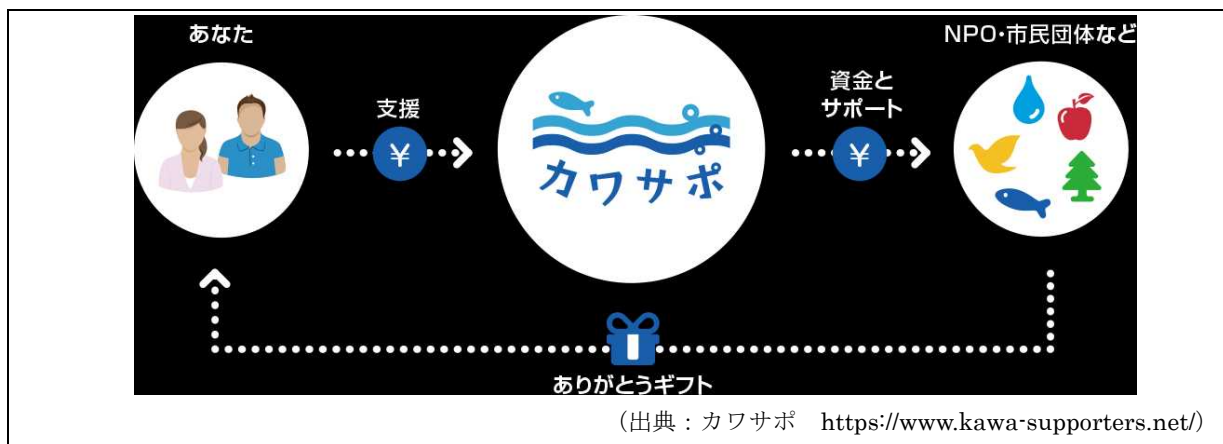 あなた
NPO・市民団体など
支援
¥
カワサポ
資金と
サポート
¥
ありがとうギフト
（出典：カワサポ　https://www.kawa-supporters.net/）